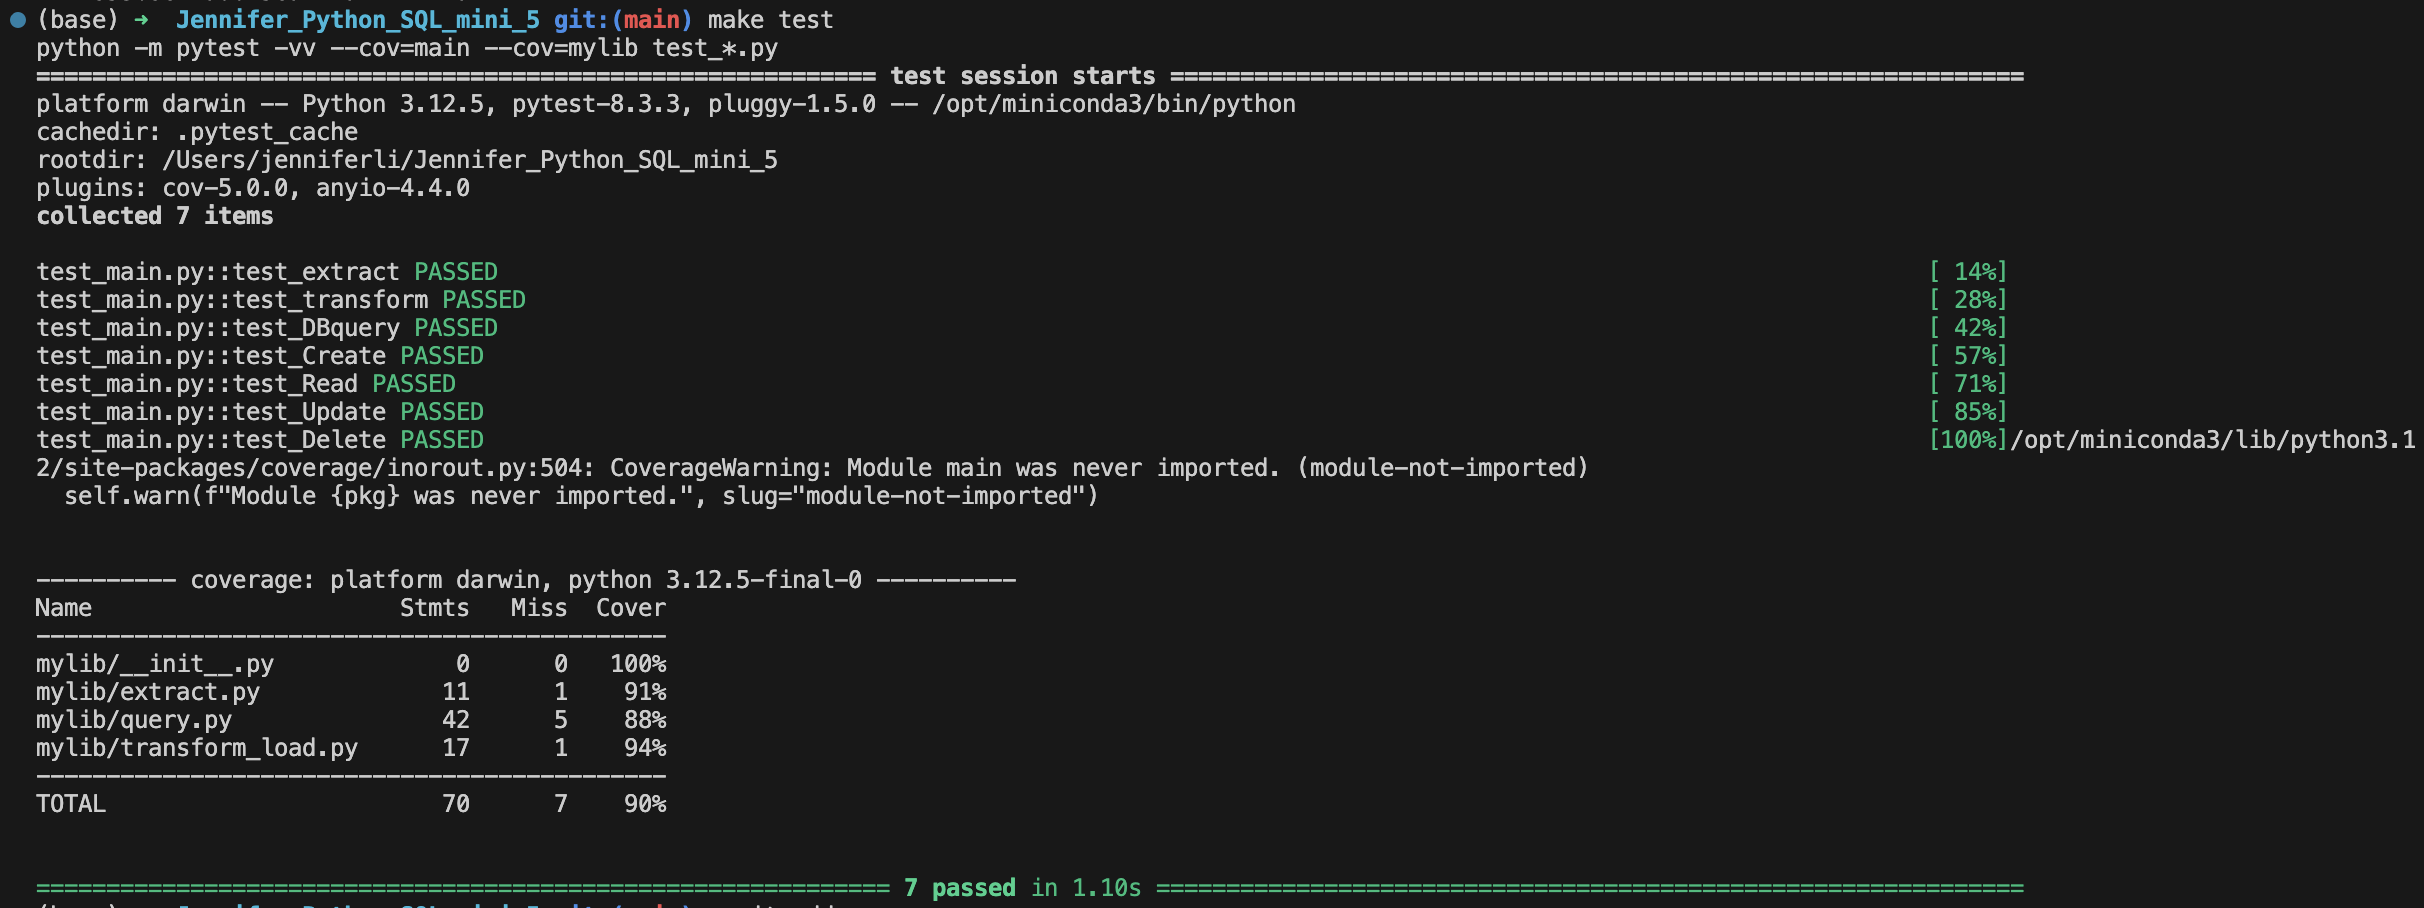 (base) ➜  Jennifer_Python_SQL_mini_5 git:(main) make test
python -m pytest -vv --cov=main --cov=mylib test_*.py
============================================================ test session starts =============================================================
platform darwin -- Python 3.12.5, pytest-8.3.3, pluggy-1.5.0 -- /opt/miniconda3/bin/python
cachedir: .pytest_cache
rootdir: /Users/jenniferli/Jennifer_Python_SQL_mini_5
plugins: cov-5.0.0, anyio-4.4.0
collected 7 items
test_main.py::test_extract PASSED [ 14%]
test_main.py::test_transform PASSED [ 28%]
test_main.py::test_DBquery PASSED [ 42%]
test_main.py::test_Create PASSED [ 57%]
test_main.py::test_Read PASSED [ 71%]
test_main.py::test_Update PASSED [ 85%]
test_main.py::test_Delete PASSED [100%]/opt/miniconda3/lib/python3.1
2/site-packages/coverage/inorout.py:504: CoverageWarning: Module main was never imported. (module-not-imported)
  self.warn(f"Module {pkg} was never imported.", slug="module-not-imported")
---------- coverage: platform darwin, python 3.12.5-final-0 ----------
Name                      Stmts   Miss  Cover
---------------------------------------------
mylib/__init__.py             0      0   100%
mylib/extract.py             11      1    91%
mylib/query.py               42      5    88%
mylib/transform_load.py      17      1    94%
---------------------------------------------
TOTAL                        70      7    90%
============================================================= 7 passed in 1.10s ==============================================================